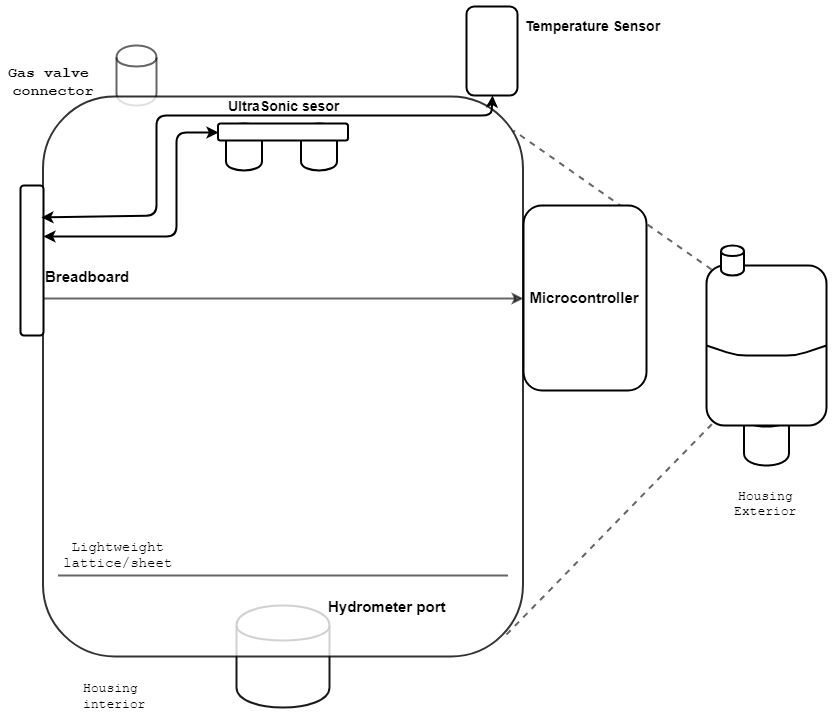 Temperature Sensor
Gas valve
connector
UltraSonic sesor
Breadboard
Microcontroller
Housing
Exterior
Lightweight
lattice/sheet
Hydrometer port
Housing
interior